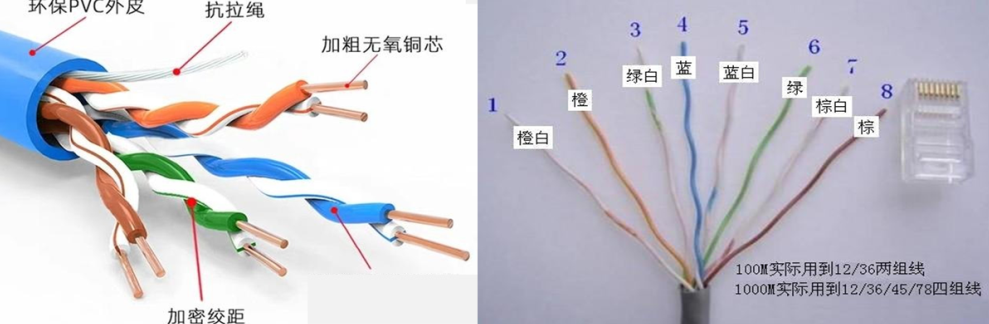 环保PVC外皮
抗拉绳
加粗无氧铜芯
加密绞距
1
2
3
4
5
6
7
8
橙白
橙
绿白
蓝
蓝白
绿
棕白
棕
100M实际用到12/36两组线
1000M实际用到12/36/45/78四组线